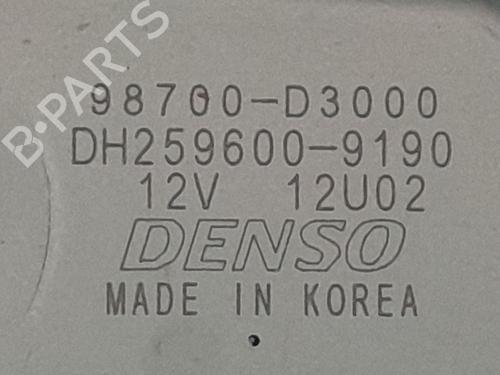 B-PARTS
98700-D3000
DH259600-9190
12V 12U02
DENSO
MADE IN KOREA